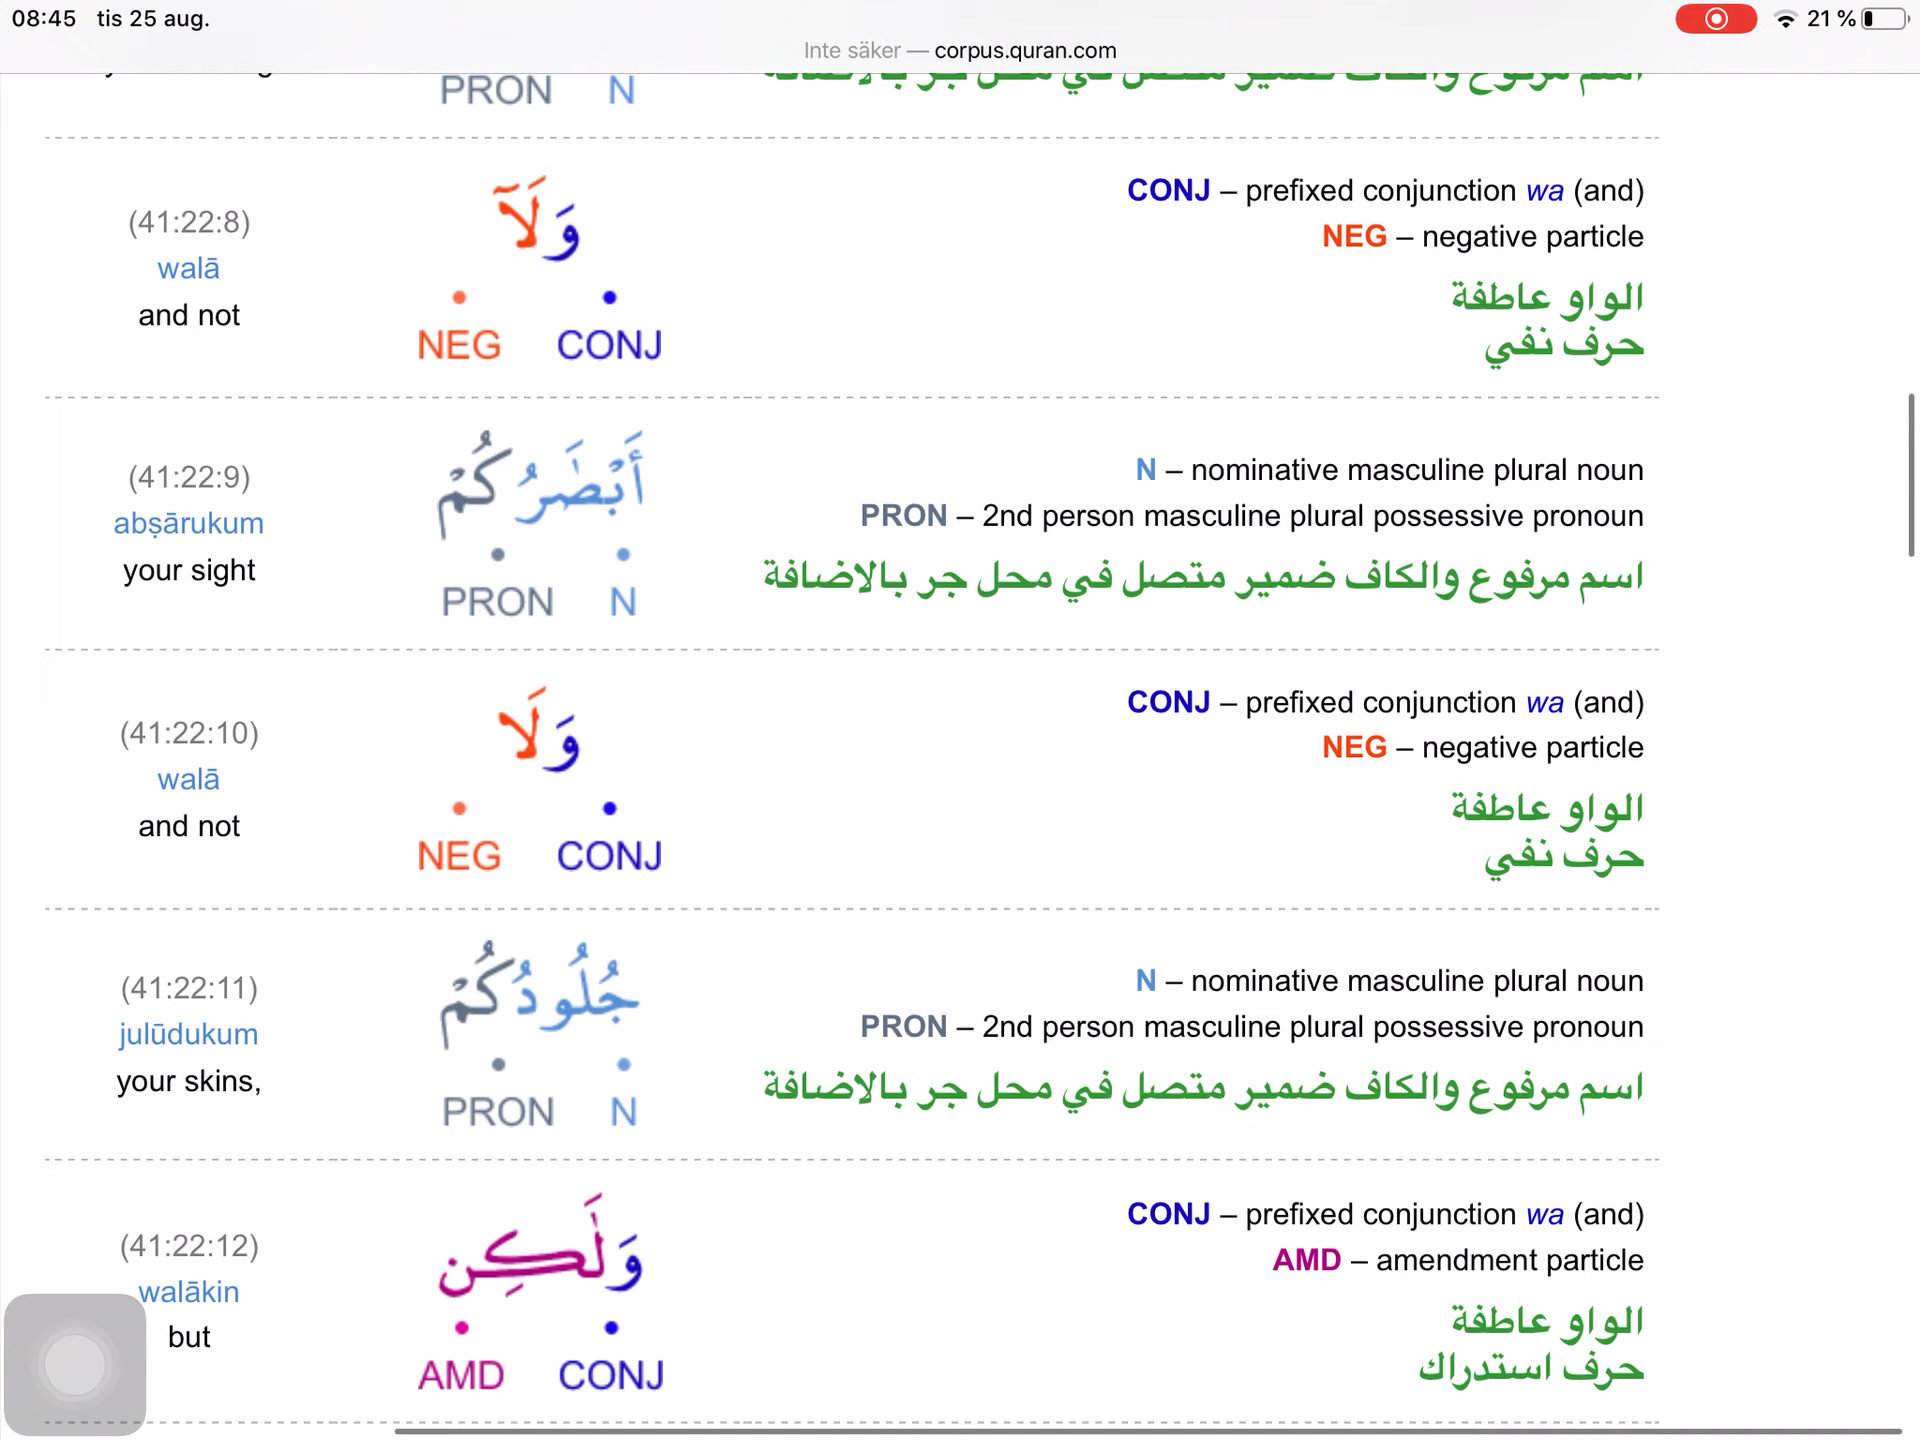 08:45 tis 25 aug.
21 %
Inte säker — corpus.quran.com
PRON N
(41:22:8)
walā
and not
وَلَآ
NEG CONJ
CONJ – prefixed conjunction wa (and)
NEG – negative particle
الواو عاطفة
حرف نفي
(41:22:9)
abṣārukum
your sight
أَبْصَٰرُكُمْ
PRON N
N – nominative masculine plural noun
PRON – 2nd person masculine plural possessive pronoun
اسم مرفوع والكاف ضمير متصل في محل جر بالاضافة
(41:22:10)
walā
and not
وَلَا
NEG CONJ
CONJ – prefixed conjunction wa (and)
NEG – negative particle
الواو عاطفة
حرف نفي
(41:22:11)
julūdukum
your skins,
جُلُودُكُمْ
PRON N
N – nominative masculine plural noun
PRON – 2nd person masculine plural possessive pronoun
اسم مرفوع والكاف ضمير متصل في محل جر بالاضافة
(41:22:12)
walākin
but
وَلَٰكِن
AMD CONJ
CONJ – prefixed conjunction wa (and)
AMD – amendment particle
الواو عاطفة
حرف استدراك